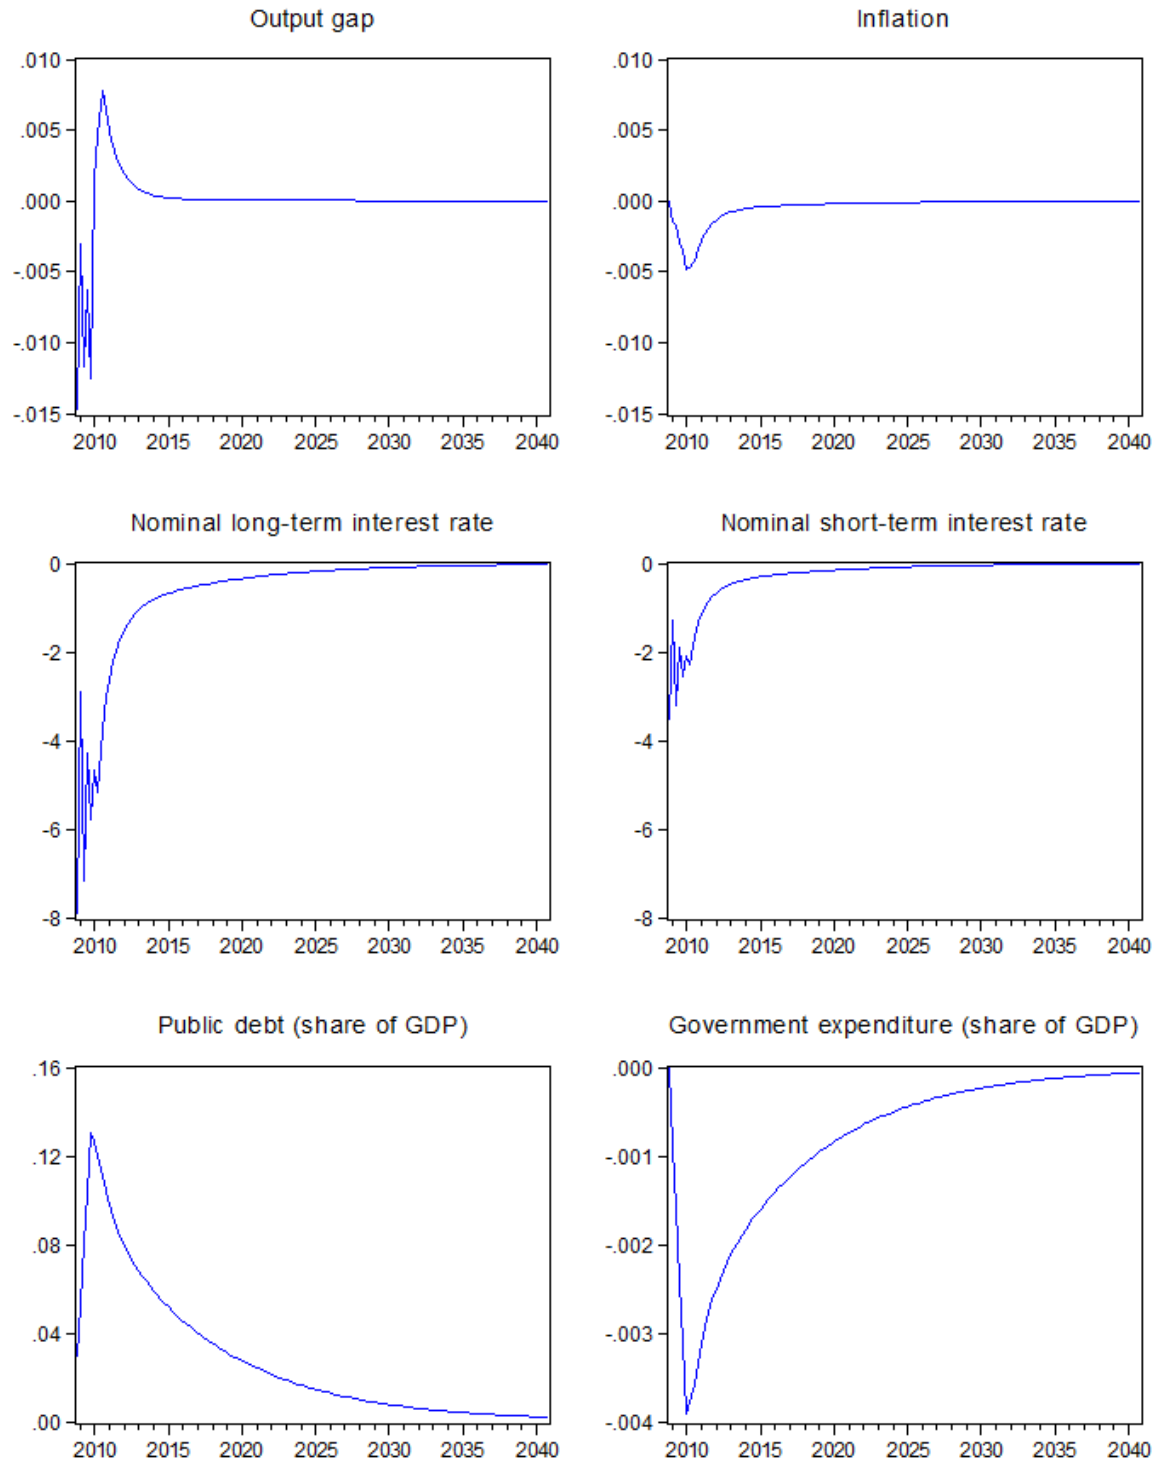 Output gap
.010
.005
.000
-.005
-.010
-.015
2010 2015 2020 2025 2030 2035 2040
Inflation
.010
.005
.000
-.005
-.010
-.015
2010 2015 2020 2025 2030 2035 2040
Nominal long-term interest rate
0
-2
-4
-6
-8
2010 2015 2020 2025 2030 2035 2040
Nominal short-term interest rate
0
-2
-4
-6
-8
2010 2015 2020 2025 2030 2035 2040
Public debt (share of GDP)
.16
.12
.08
.04
.00
2010 2015 2020 2025 2030 2035 2040
Government expenditure (share of GDP)
.000
-.001
-.002
-.003
-.004
2010 2015 2020 2025 2030 2035 2040